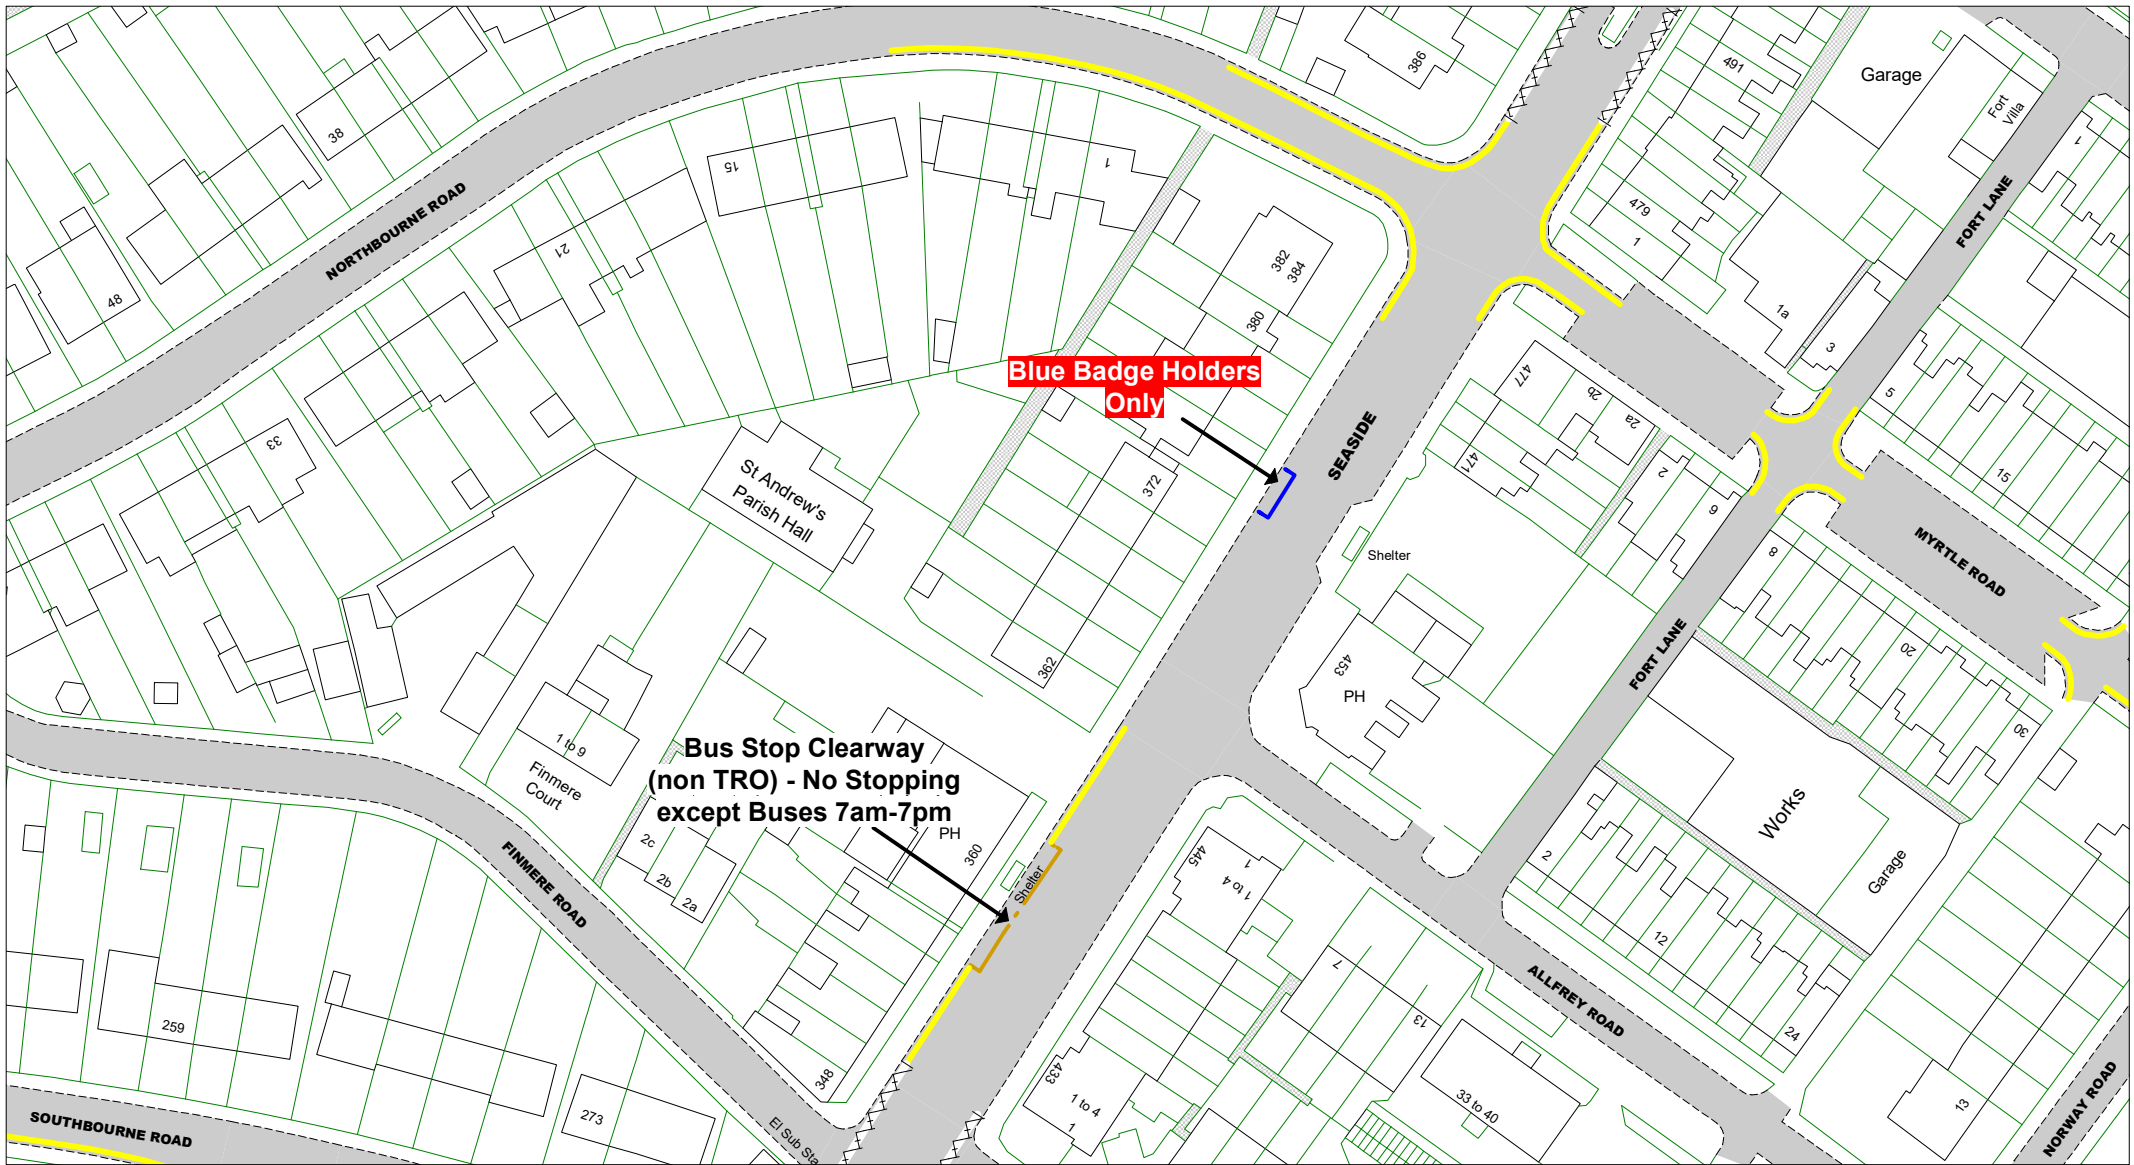 386
491
Garage
Fort
Villa
1
38
15
1
NORTHBOURNE ROAD
479
1
FORT LANE
48
21
382
384
380
1a
3
Blue Badge Holders
Only
SEASIDE
477
2b
2a
5
33
St Andrew's
Parish Hall
372
471
2
6
15
Shelter
8
MYRTLE ROAD
362
453
PH
FORT LANE
20
30
1 to 9
Finmere
Court
Bus Stop Clearway
(non TRO) - No Stopping
except Buses 7am-7pm
PH
360
2c
2b
2a
Shelter
FINMERE ROAD
445
1
1 to 4
Works
Garage
2
12
24
7
13
ALLFREY ROAD
259
348
433
1 to 4
1
33 to 40
13
NORWAY ROAD
273
SOUTHBOURNE ROAD
El Sub Sta